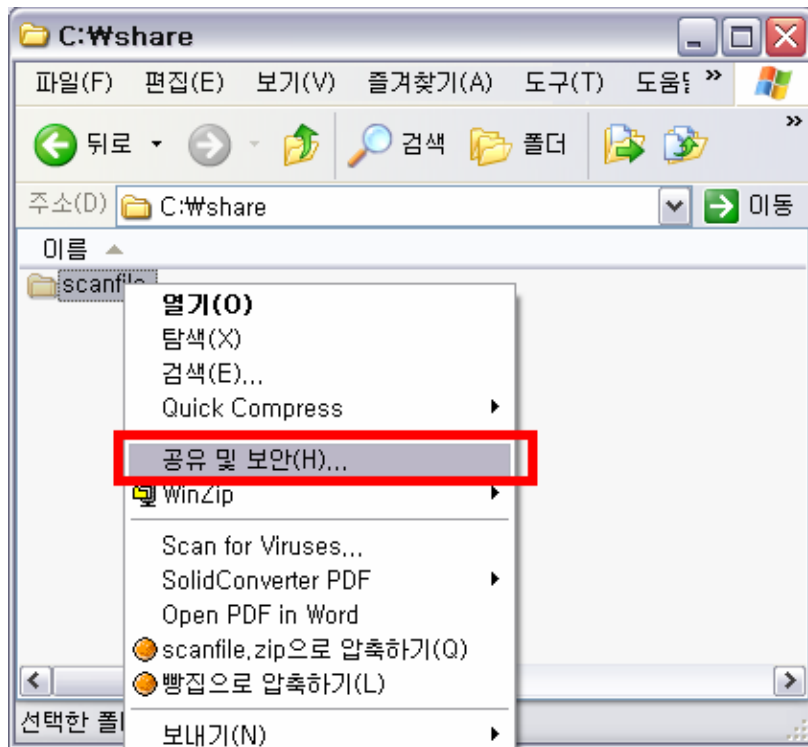 C:₩share
파일(F) 편집(E) 보기(V) 즐겨찾기(A) 도구(T) »
뒤로 검색 폴더 »
주소(D) C:₩share 이동
이름
열기(O)
탐색(X)
검색(E)...
Quick Compress
공유 및 보안(H)...
WinZip
Scan for Viruses...
SolidConverter PDF
Open PDF in Word
scanfile.zip으로 압축하기(Q)
빵집으로 압축하기(L)
선택한
보내기(N)